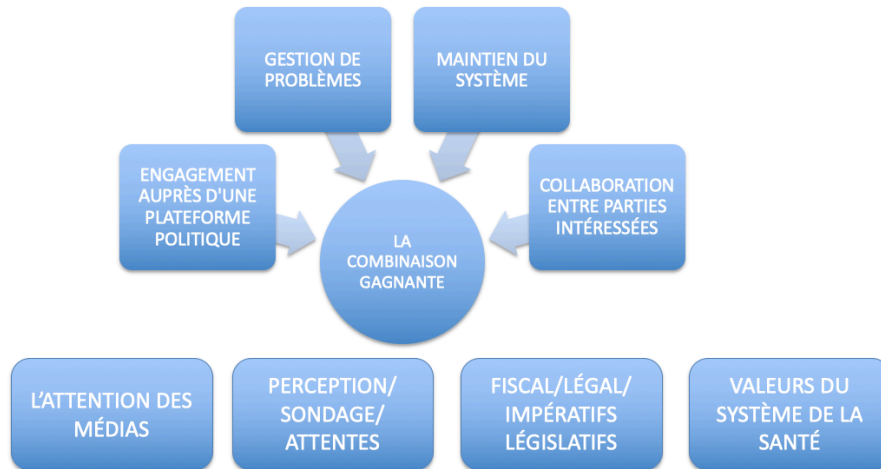 GESTION DE
PROBLÈMES
MAINTIEN DU
SYSTÈME
ENGAGEMENT
AUPRÈS D'UNE
PLATEFORME
POLITIQUE
COLLABORATION
ENTRE PARTIES
INTÉRESSÉES
LA
COMBINAISON
GAGNANTE
L'ATTENTION DES
MÉDIAS
PERCEPTION/
SONDAGE/
ATTENTES
FISCAL/LÉGAL/
IMPÉRATIFS
LÉGISLATIFS
VALEURS DU
SYSTÈME DE LA
SANTÉ